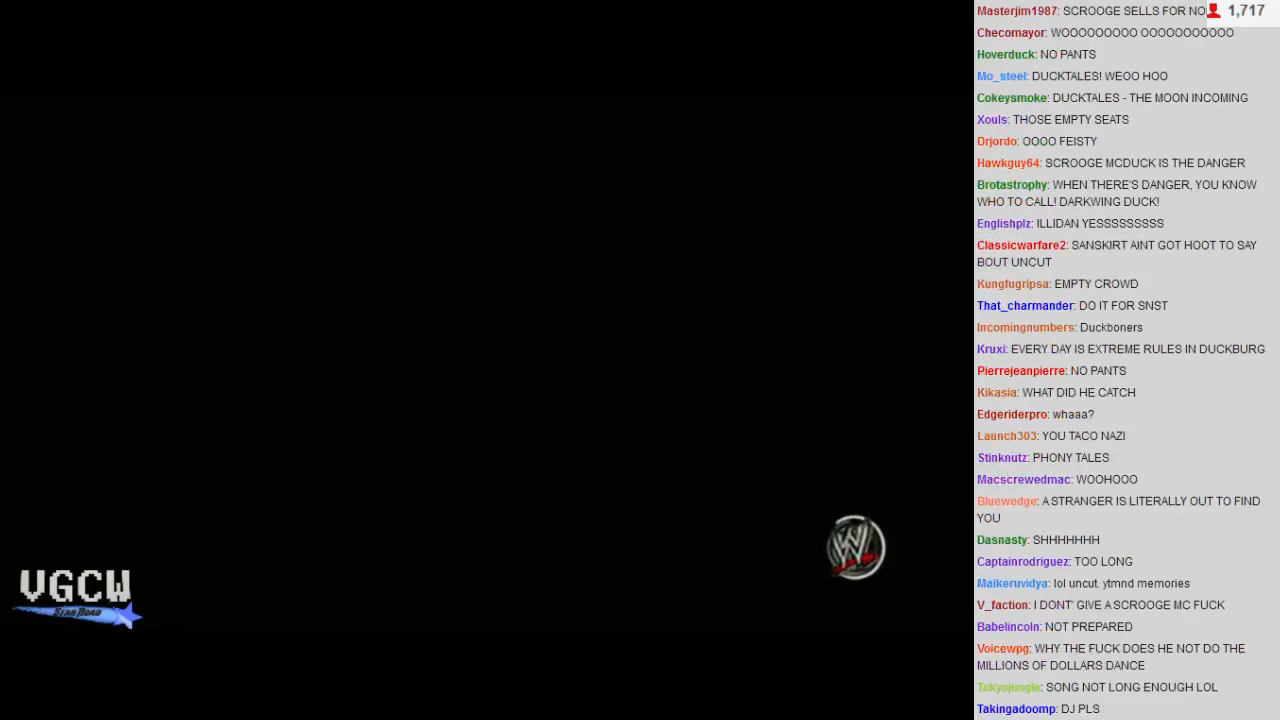 Masterjim1987: SCROOGE SELLS FOR NO
1,717
Checomayor: WOOOOOOOOO OOOOOOOOOOO
Hoverduck: NO PANTS
Mo_steel: DUCKTALES! WEOO HOO
Cokeysmoke: DUCKTALES - THE MOON INCOMING
Xouls: THOSE EMPTY SEATS
Drjordo: OOOO FEISTY
Hawkguy64: SCROOGE MCDUCK IS THE DANGER
Brotastrophy: WHEN THERE'S DANGER, YOU KNOW
WHO TO CALL! DARKWING DUCK!
Englishplz: ILLIDAN YESSSSSSSSS
Classicwarfare2: SANSKIRT AINT GOT HOOT TO SAY
BOUT UNCUT
Kungfugripsa: EMPTY CROWD
That_charmander: DO IT FOR SNST
Incomingnumbers: Duckboners
Kruxi: EVERY DAY IS EXTREME RULES IN DUCKBURG
Pierrejeanpierre: NO PANTS
Kikasia: WHAT DID HE CATCH
Edgeriderpro: whaaa?
Launch303: YOU TACO NAZI
Stinknutz: PHONY TALES
Macscrewedmac: WOOHOOO
Bluewedge: A STRANGER IS LITERALLY OUT TO FIND
YOU
Dasnasty: SHHHHHHH
Captainrodriguez: TOO LONG
Maikeruvidya: lol uncut. ytmnd memories
V_faction: I DONT' GIVE A SCROOGE MC FUCK
Babelincoln: NOT PREPARED
Voicewpg: WHY THE FUCK DOES HE NOT DO THE
MILLIONS OF DOLLARS DANCE
Tokyojungle: SONG NOT LONG ENOUGH LOL
Takingadoomp: DJ PLS
VGCW
STAR ROAD
W